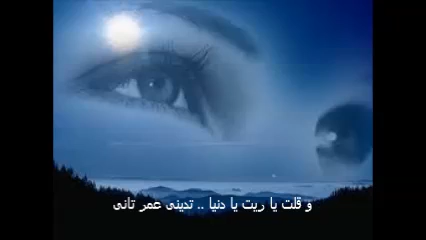 و قلت يا ريت يا دنيا .. تدينى عمر تانى